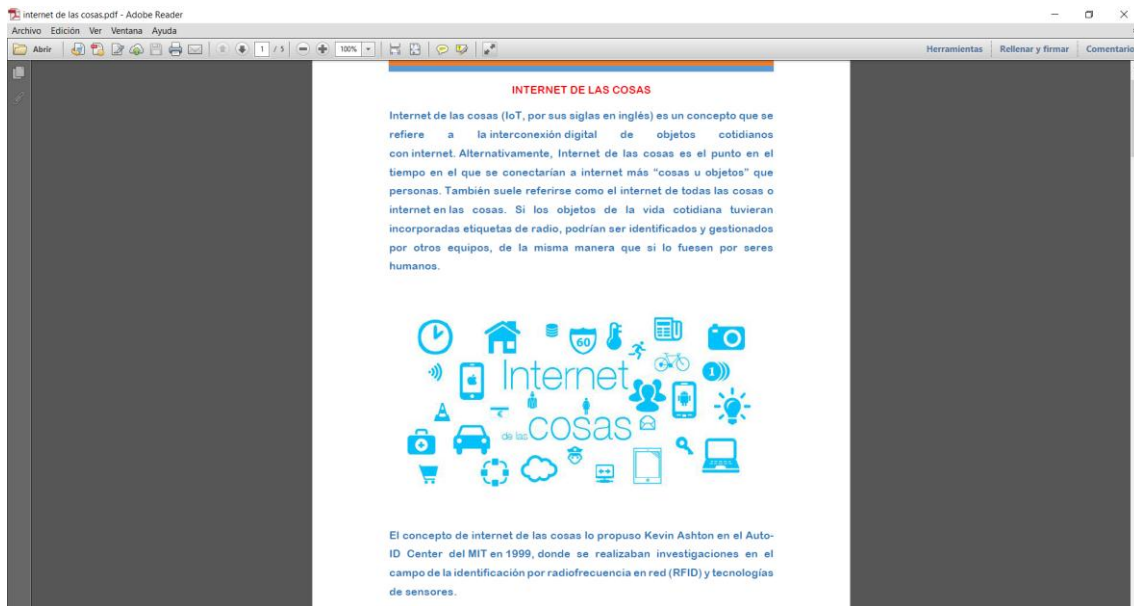 internet de las cosas.pdf - Adobe Reader
Archivo Edición Ver Ventana Ayuda
Abrir 1 / 5 100% Herramientas Rellenar y firmar Comentario
INTERNET DE LAS COSAS
Internet de las cosas (IoT, por sus siglas en inglés) es un concepto que se
refiere a la interconexión digital de objetos cotidianos
con internet. Alternativamente, Internet de las cosas es el punto en el
tiempo en el que se conectarían a internet más “cosas u objetos” que
personas. También suele referirse como el internet de todas las cosas o
internet en las cosas. Si los objetos de la vida cotidiana tuvieran
incorporadas etiquetas de radio, podrían ser identificados y gestionados
por otros equipos, de la misma manera que si lo fuesen por seres
humanos.
60
Internet
1
de las cosas
El concepto de internet de las cosas lo propuso Kevin Ashton en el Auto-
ID Center del MIT en 1999, donde se realizaban investigaciones en el
campo de la identificación por radiofrecuencia en red (RFID) y tecnologías
de sensores.